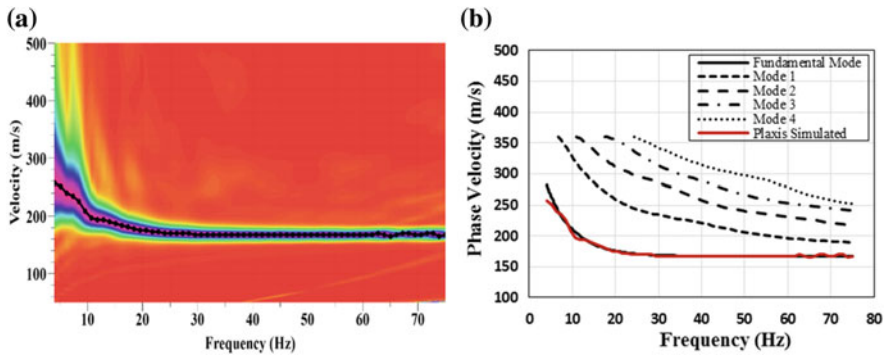 (a)
500
400
300
200
100
Velocity (m/s)
10 20 30 40 50 60 70
Frequency (Hz)
(b)
500
450
400
350
300
250
200
150
100
Phase Velocity (m/s)
Fundamental Mode
Mode 1
Mode 2
Mode 3
Mode 4
Plaxis Simulated
0 10 20 30 40 50 60 70 80
Frequency (Hz)